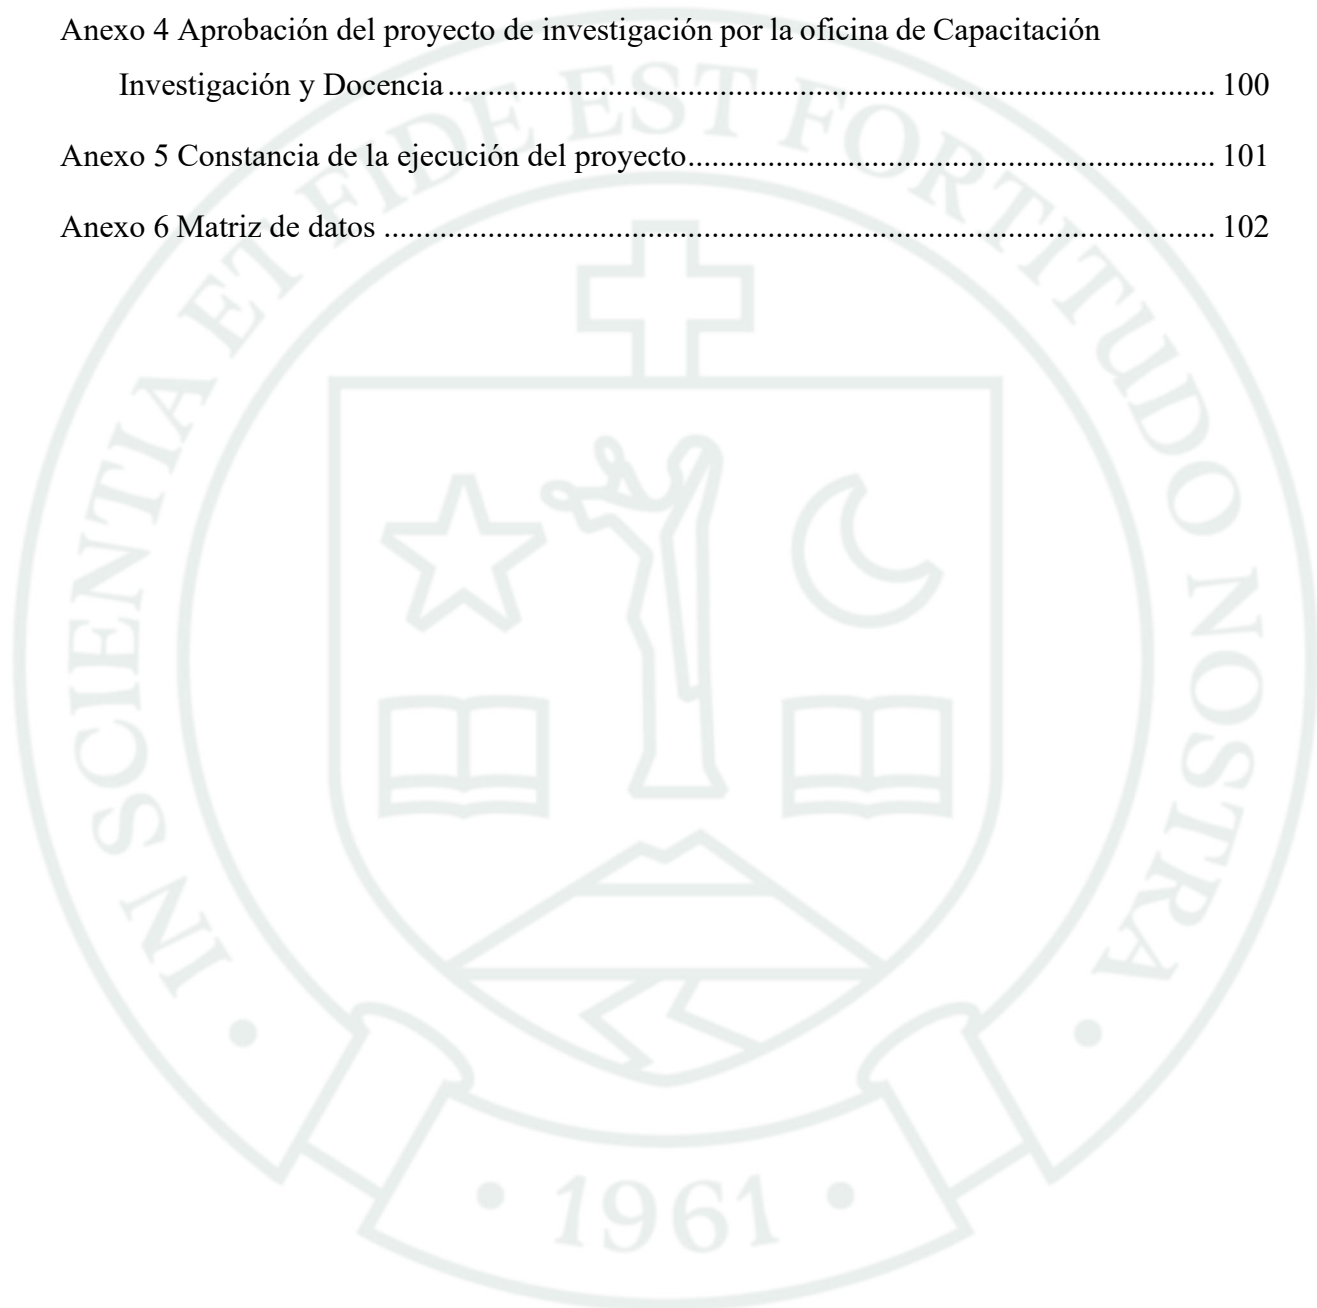 Anexo 4 Aprobación del proyecto de investigación por la oficina de Capacitación
Investigación y Docencia ........................................................................................... 100
Anexo 5 Constancia de la ejecución del proyecto.............................................................. 101
Anexo 6 Matriz de datos .................................................................................................... 102
IN SCIENTIA ET FIDE EST FORTITUDO NOSTRA
• 1961 •